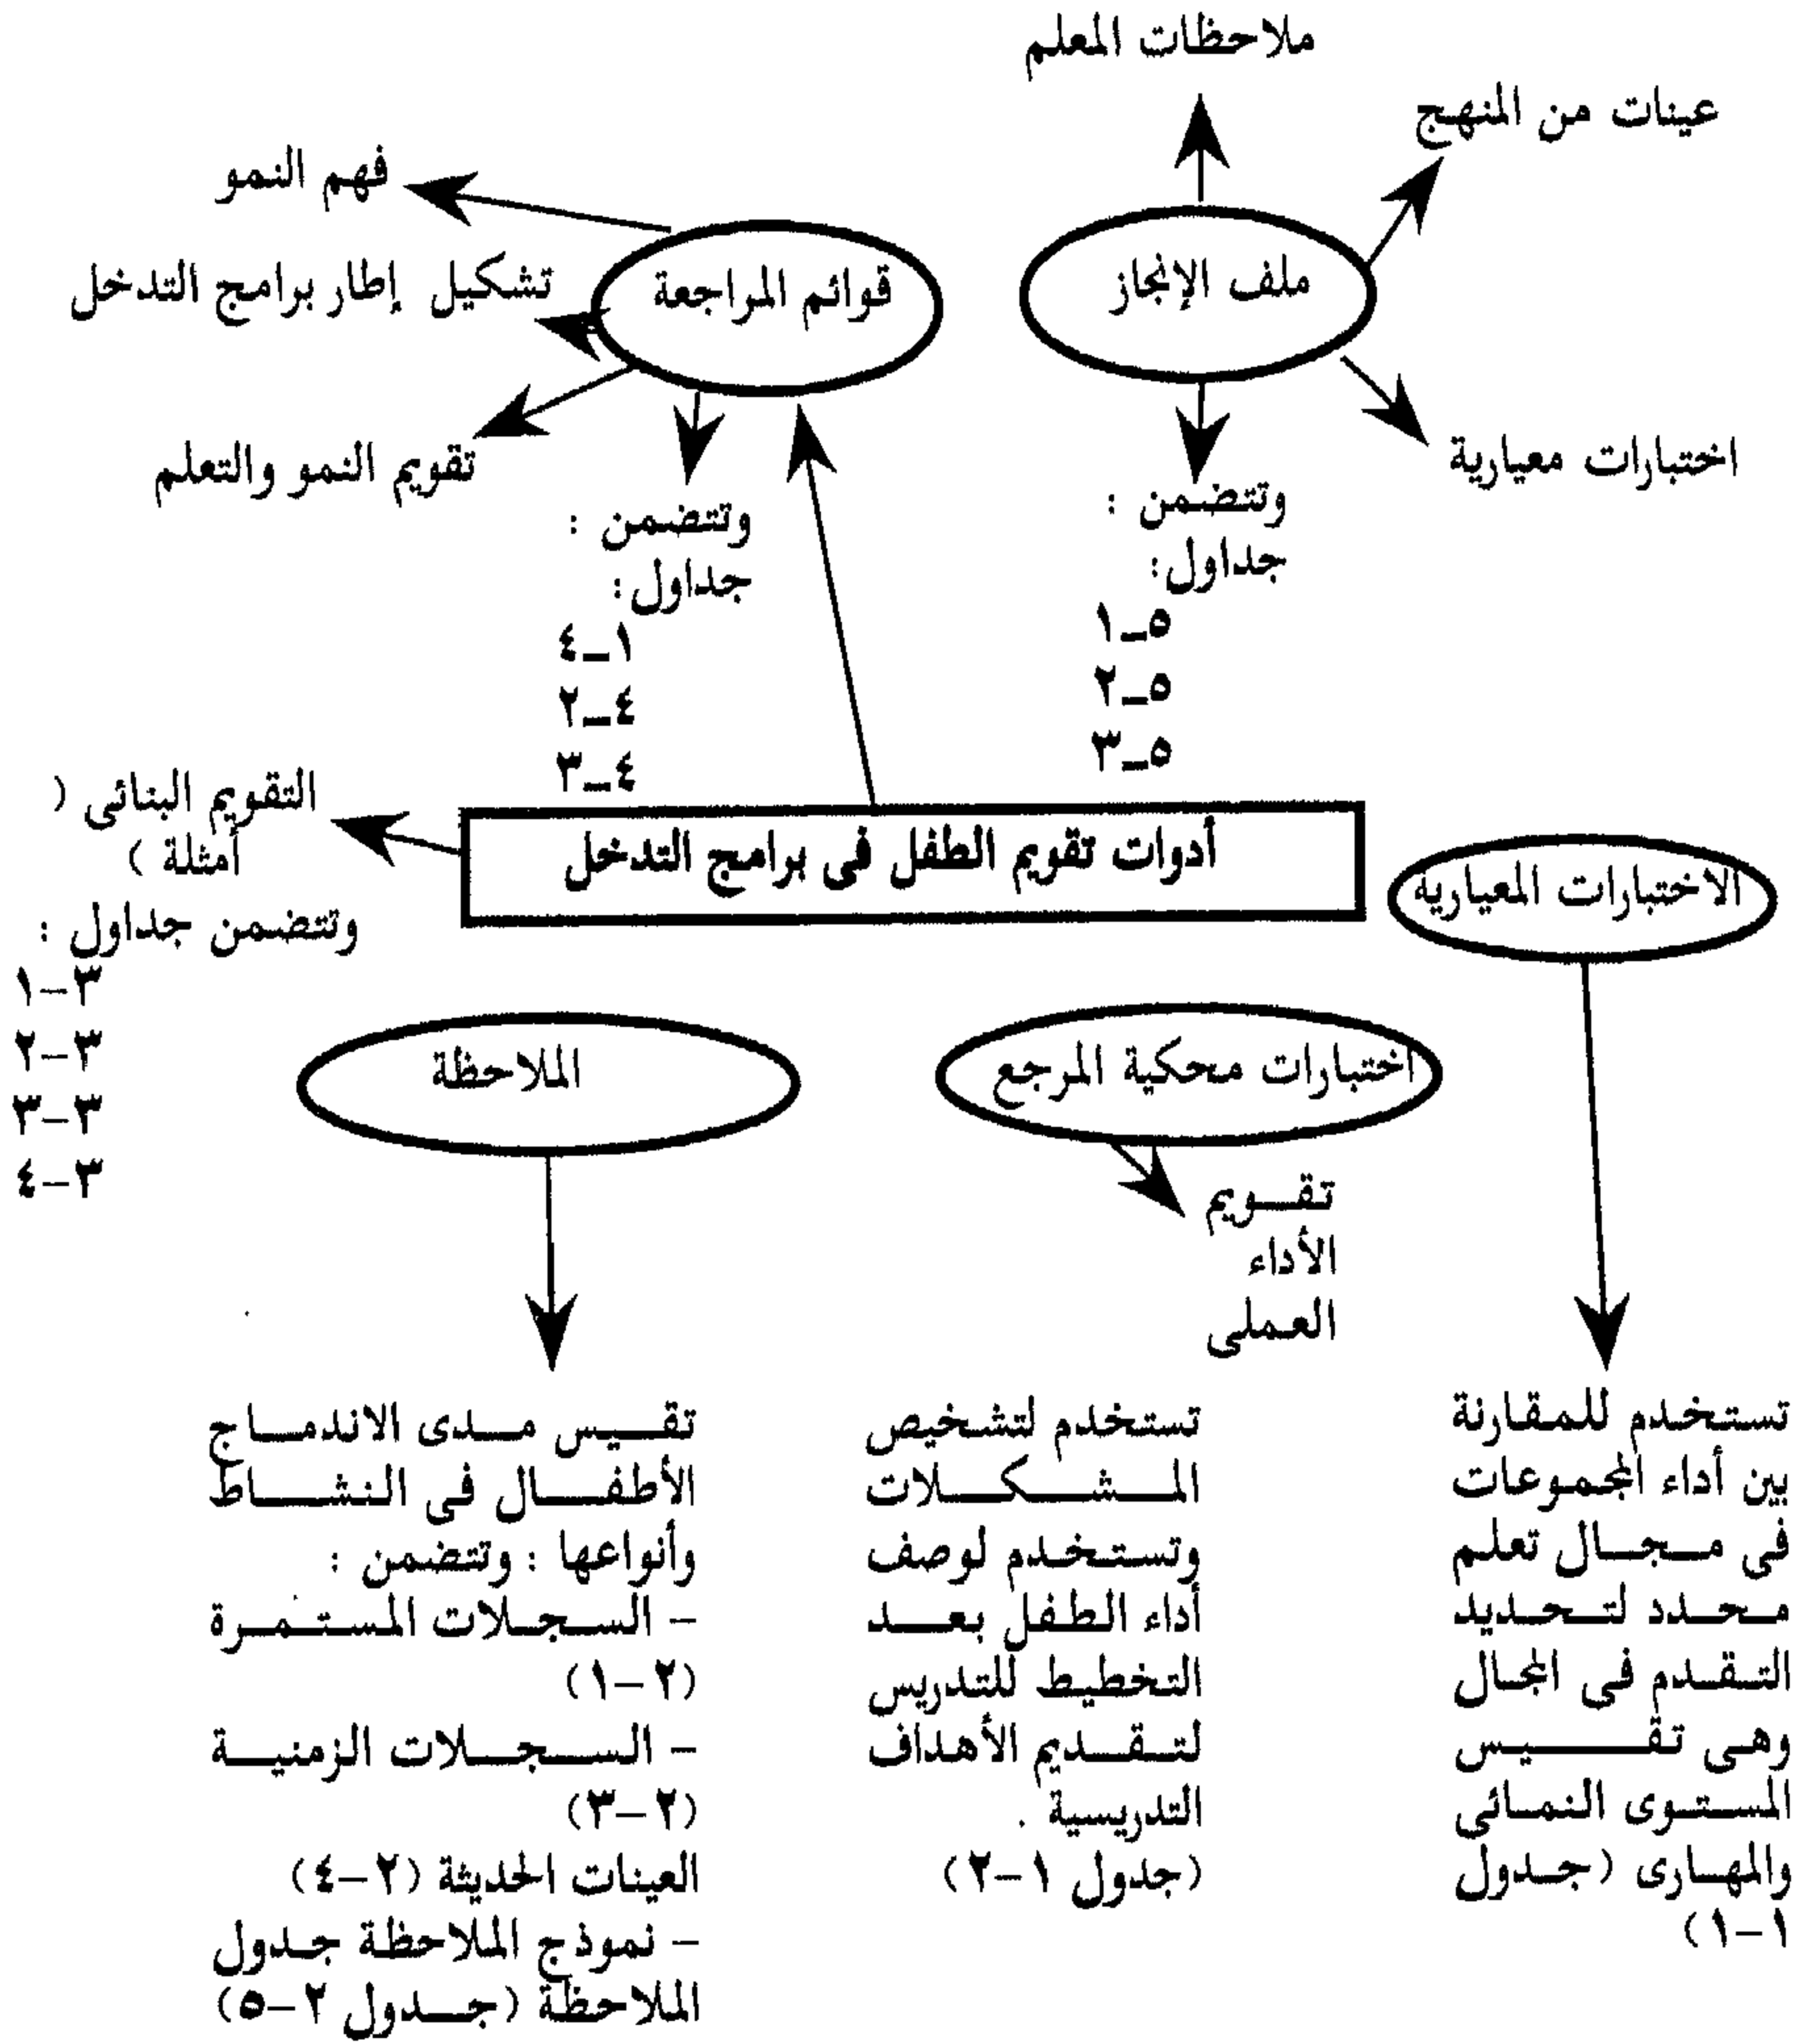 ملاحظات المعلم
عينات من المنهج
ملف الإنجاز
اختبارات معيارية
وتتضمن :
جداول:
٥ـ١
٥ـ٢
٥ـ٣
فهم النمو
قوائم المراجعة
تشكيل إطار برامج التدخل
تقويم النمو والتعلم
وتتضمن :
جداول:
١ـ٤
٤ـ٢
٤ـ٣
أدوات تقويم الطفل فى برامج التدخل
التقويم البنائى (
أمثلة )
وتتضمن جداول :
٣-١
٣-٢
٣-٣
٣-٤
الاختبارات المعيارية
اختبارات محكية المرجع
الملاحظة
تقويم
الأداء
العملى
تستخدم للمقارنة
بين أداء المجموعات
فى مجال تعلم
محدد لتحديد
التقدم فى المجال
وهى تقيس
المستوى النمائى
والمهارى (جدول
١-١)
تستخدم لتشخيص
المشكلات
وتستخدم لوصف
أداء الطفل بعد
التخطيط للتدريس
لتقديم الأهداف
التدريسية .
(جدول ١-٢)
تقيس مدى الاندماج
الأطفال فى النشاط
وأنواعها : وتتضمن :
- السجلات المستمرة
(٢-١)
- السجلات الزمنية
(٢-٣)
العينات الحديثة (٢-٤)
- نموذج الملاحظة جدول
الملاحظة (جدول ٢-٥)